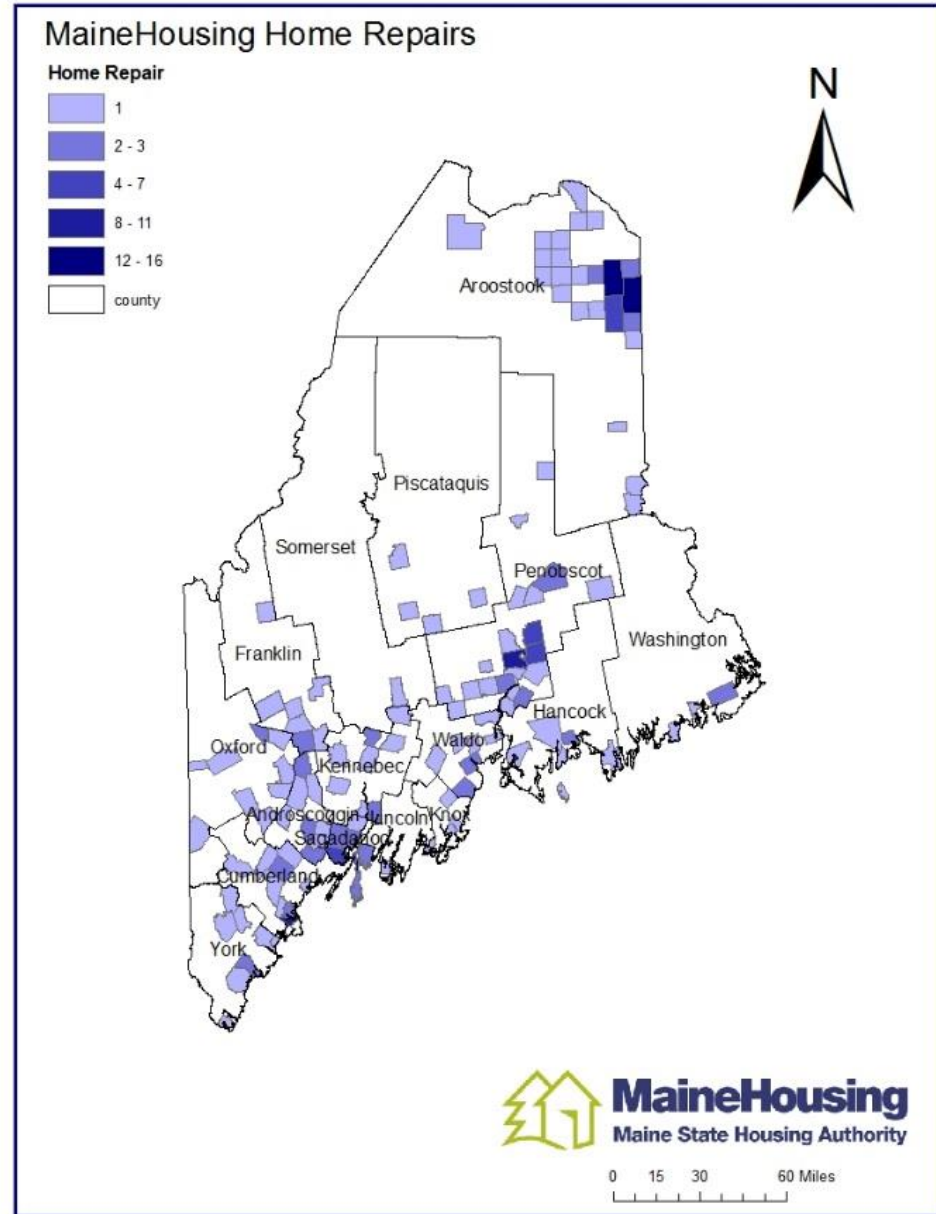 MaineHousing Home Repairs
Home Repair
1
2 - 3
4 - 7
8 - 11
12 - 16
county
N
Aroostook
Piscataquis
Somerset
Penobscot
Washington
Franklin
Hancock
Oxford
Waldo
Kennebec
Androscoggin
Lincoln
Knox
Sagadahoc
Cumberland
York
MaineHousing
Maine State Housing Authority
0 15 30 60 Miles